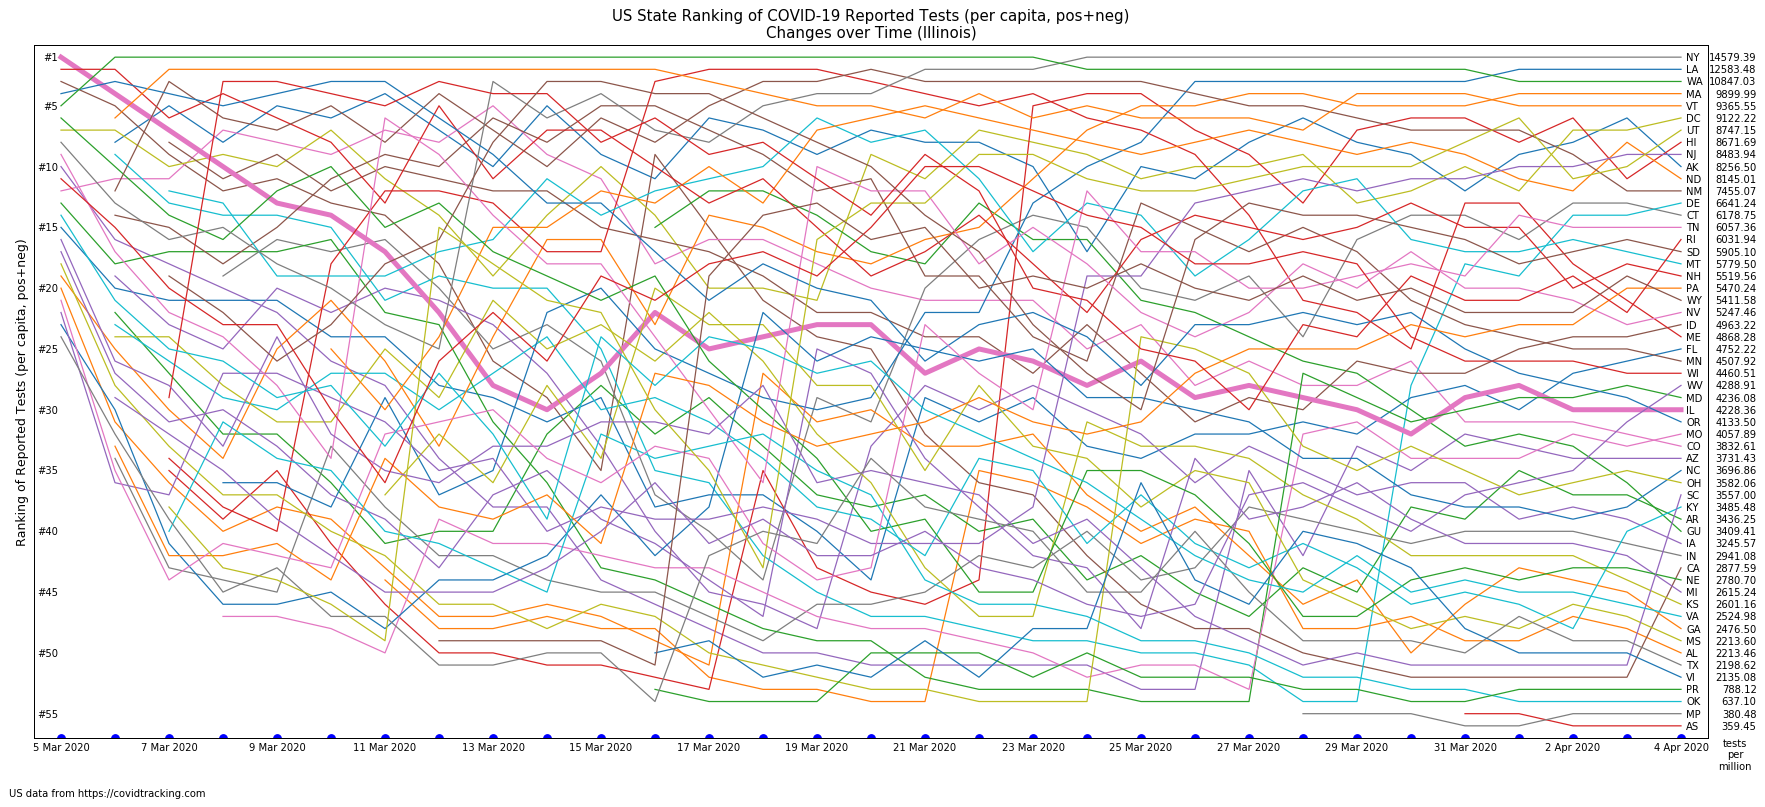 US State Ranking of COVID-19 Reported Tests (per capita, pos+neg)
Changes over Time (Illinois)
Ranking of Reported Tests (per capita, pos+neg)
#1
#5
#10
#15
#20
#25
#30
#35
#40
#45
#50
#55
NY 14579.39
LA 12583.48
WA 10847.03
MA 9899.99
VT 9365.55
DC 9122.22
UT 8747.15
HI 8671.69
NJ 8483.94
AK 8256.50
ND 8145.01
NM 7455.07
DE 6641.24
CT 6178.75
TN 6057.36
RI 6031.94
SD 5905.10
MT 5779.50
NH 5519.56
PA 5470.24
WY 5411.58
NV 5247.46
ID 4963.22
ME 4868.28
FL 4752.22
MN 4507.92
WI 4460.51
WV 4288.91
MD 4236.08
IL 4228.36
OR 4133.50
MO 4057.89
CO 3832.61
AZ 3731.43
NC 3696.86
OH 3582.06
SC 3557.00
KY 3485.48
AR 3436.25
GU 3409.41
IA 3245.57
IN 2941.08
CA 2877.59
NE 2780.70
MI 2615.24
KS 2601.16
VA 2524.98
GA 2476.50
MS 2213.60
AL 2213.46
TX 2198.62
VI 2135.08
PR 788.12
OK 637.10
MP 380.48
AS 359.45
5 Mar 2020 7 Mar 2020 9 Mar 2020 11 Mar 2020 13 Mar 2020 15 Mar 2020 17 Mar 2020 19 Mar 2020 21 Mar 2020 23 Mar 2020 25 Mar 2020 27 Mar 2020 29 Mar 2020 31 Mar 2020 2 Apr 2020 4 Apr 2020
tests
per
million
US data from https://covidtracking.com